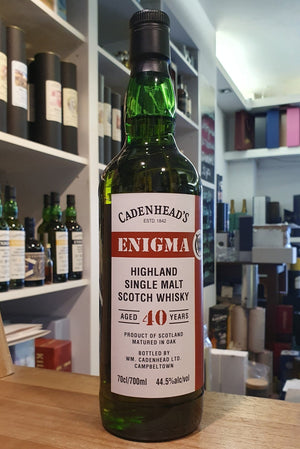 CADENHEAD'S
ESTD. 1842
ENIGMA
HIGHLAND
SINGLE MALT
SCOTCH WHISKY
AGED 40 YEARS
PRODUCT OF SCOTLAND
MATURED IN OAK
BOTTLED BY
WM. CADENHEAD LTD.
CAMPBELTOWN
70cl/700ml 44.5%alc/vol